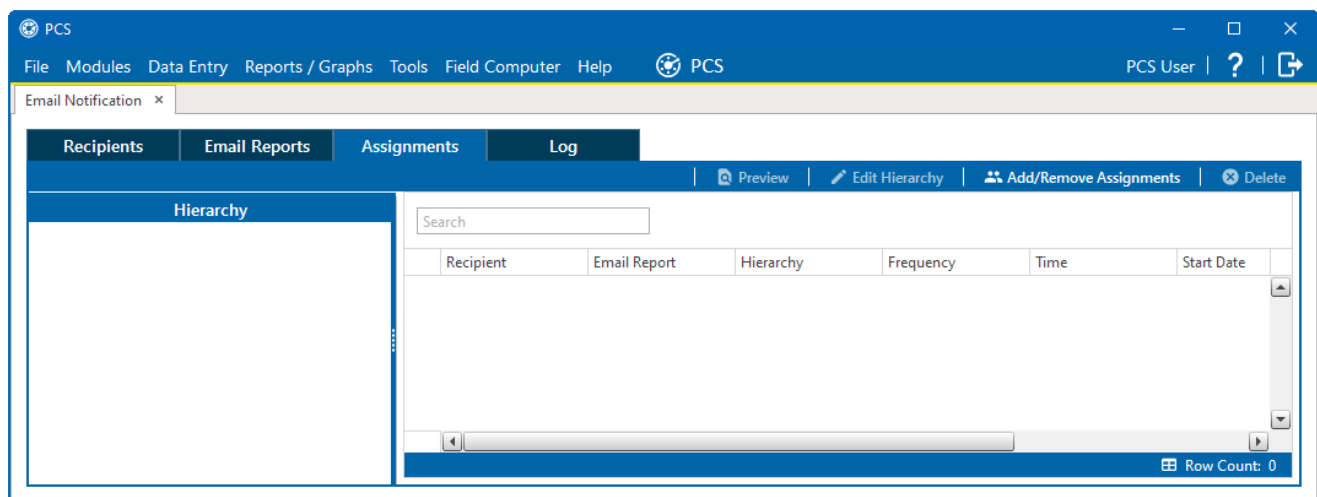 PCS
File Modules Data Entry Reports / Graphs Tools Field Computer Help PCS PCS User | ? |
Email Notification ×
Recipients Email Reports Assignments Log
Preview | Edit Hierarchy | Add/Remove Assignments | Delete
Hierarchy
Search
Recipient Email Report Hierarchy Frequency Time Start Date
Row Count: 0